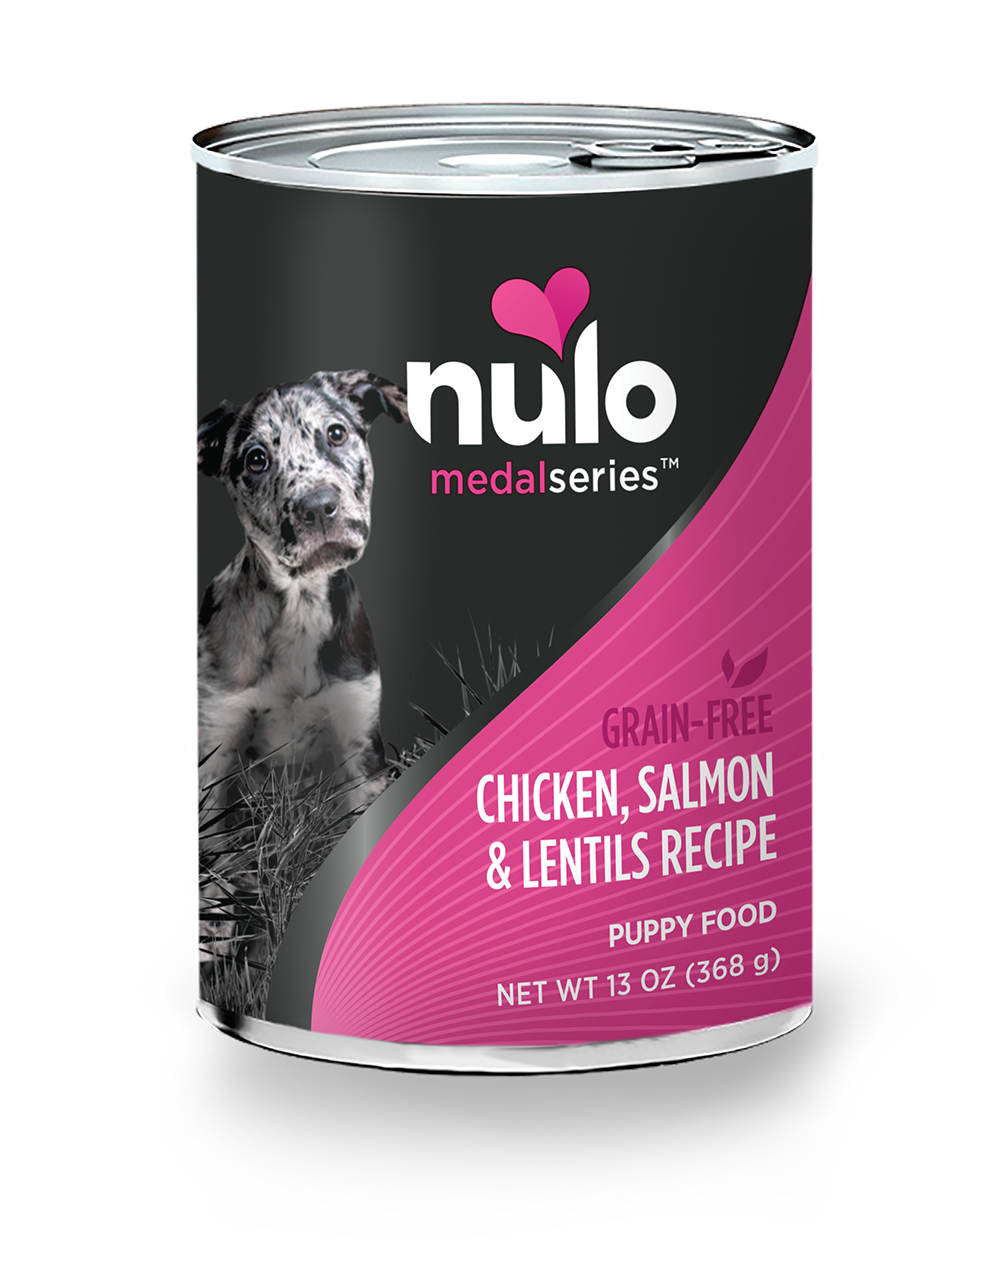 nulo
medalseries™
GRAIN-FREE
CHICKEN, SALMON
& LENTILS RECIPE
PUPPY FOOD
NET WT 13 OZ (368 g)